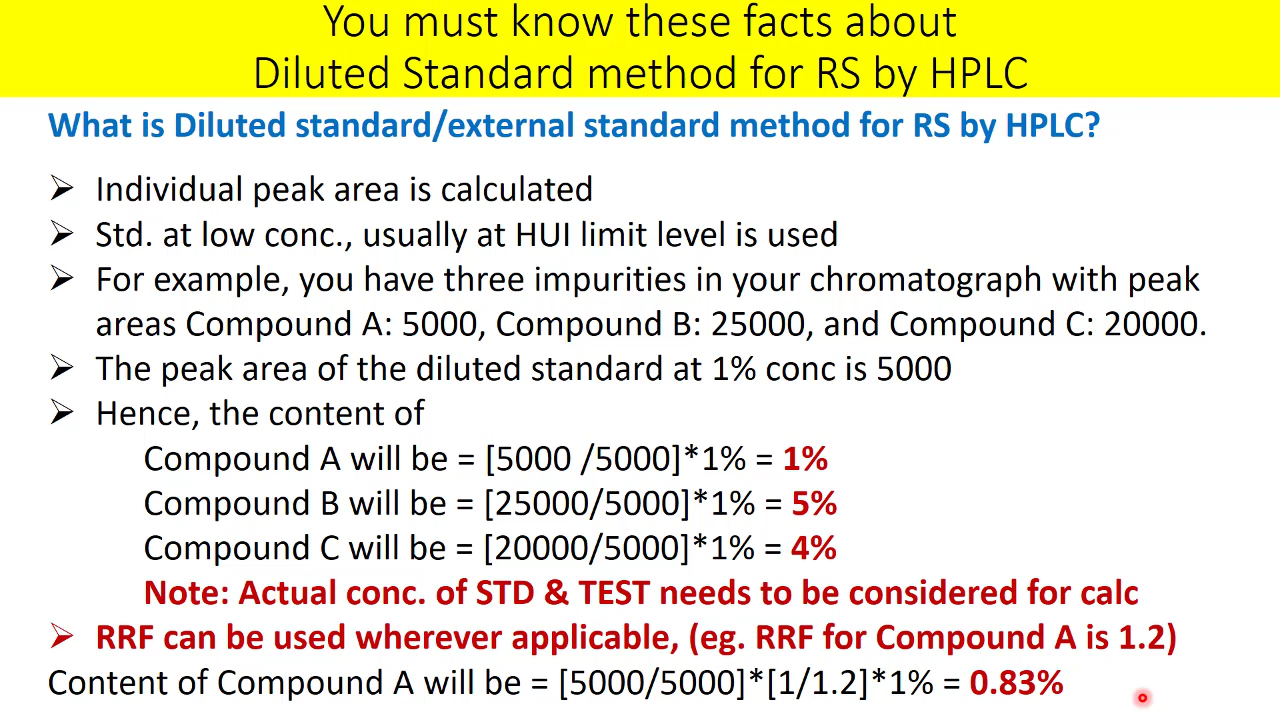 You must know these facts about
Diluted Standard method for RS by HPLC
What is Diluted standard/external standard method for RS by HPLC?
➢ Individual peak area is calculated
➢ Std. at low conc., usually at HUI limit level is used
➢ For example, you have three impurities in your chromatograph with peak
areas Compound A: 5000, Compound B: 25000, and Compound C: 20000.
➢ The peak area of the diluted standard at 1% conc is 5000
➢ Hence, the content of
Compound A will be = [5000 /5000]*1% = 1%
Compound B will be = [25000/5000]*1% = 5%
Compound C will be = [20000/5000]*1% = 4%
Note: Actual conc. of STD & TEST needs to be considered for calc
➢ RRF can be used wherever applicable, (eg. RRF for Compound A is 1.2)
Content of Compound A will be = [5000/5000]*[1/1.2]*1% = 0.83%